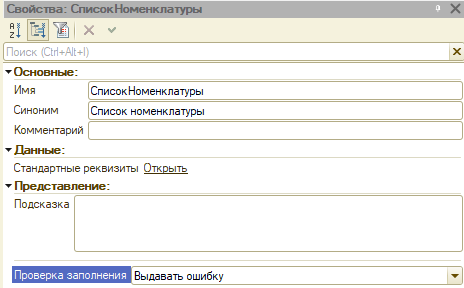 Свойства: СписокНоменклатуры
Поиск (Ctrl+Alt+I)
Основные:
Имя СписокНоменклатуры
Синоним Список номенклатуры
Комментарий
Данные:
Стандартные реквизиты Открыть
Представление:
Подсказка
Проверка заполнения Выдавать ошибку